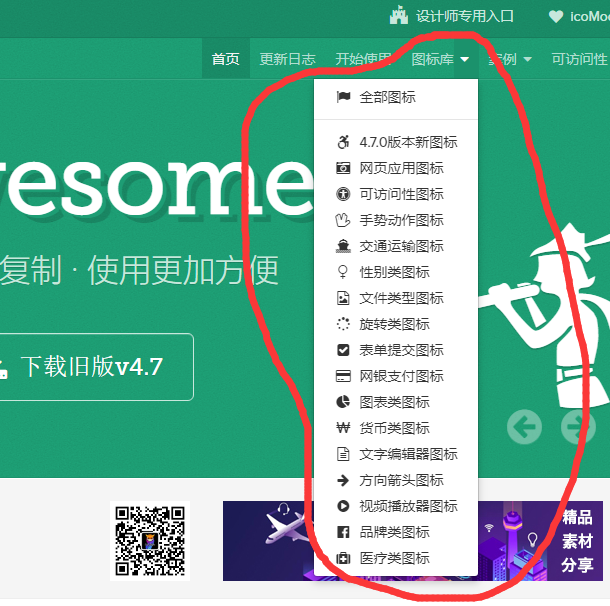 设计师专用入口 icoMoo
首页 更新日志 开始使用 图标库 案例 可访问性
全部图标
4.7.0版本新图标
网页应用图标
可访问性图标
手势动作图标
交通运输图标
性别类图标
文件类型图标
旋转类图标
表单提交图标
网银支付图标
图表类图标
货币类图标
文字编辑器图标
方向箭头图标
视频播放器图标
品牌类图标
医疗类图标
wesome
复制 · 使用更加方便
下载旧版v4.7
精品
素材
分享